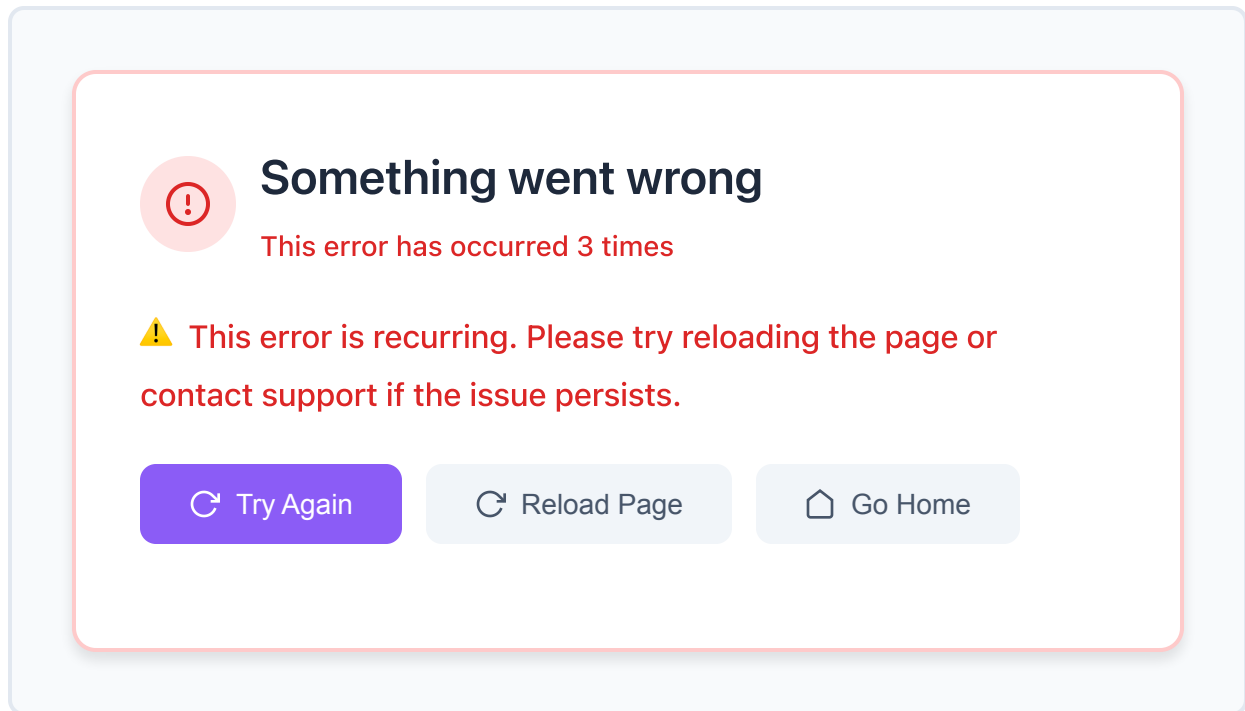 Something went wrong
This error has occurred 3 times
⚠️ This error is recurring. Please try reloading the page or
contact support if the issue persists.
Try Again Reload Page Go Home